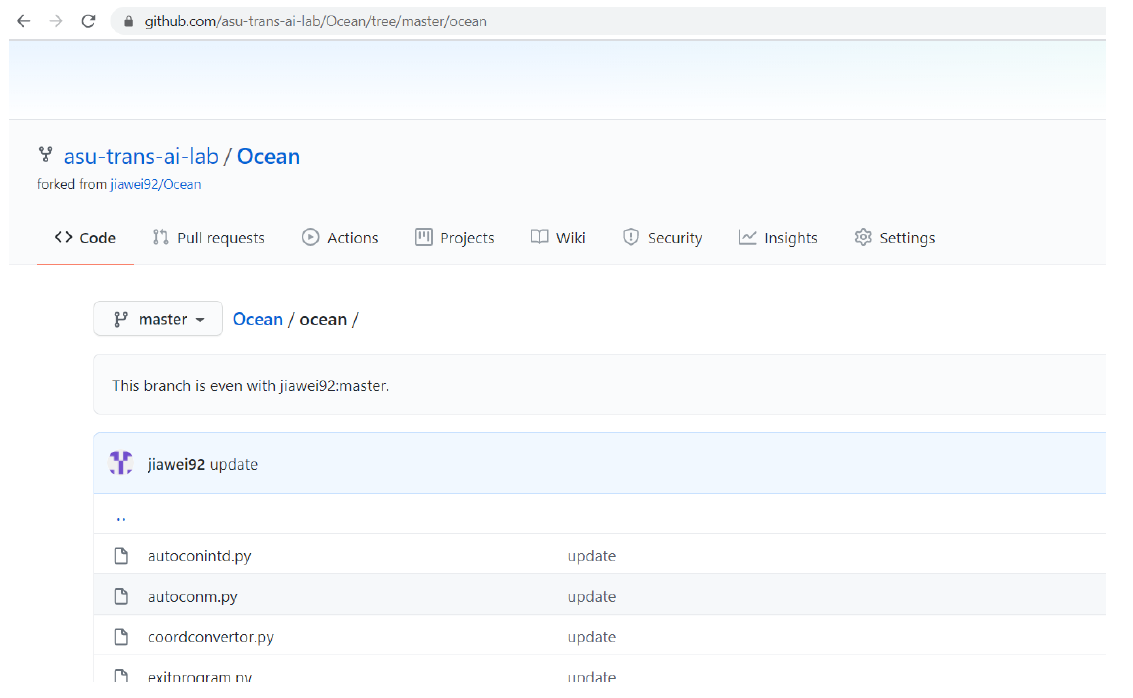 github.com/asu-trans-ai-lab/Ocean/tree/master/ocean
asu-trans-ai-lab / Ocean
forked from jiawei92/Ocean
<> Code Pull requests Actions Projects Wiki Security Insights Settings
master Ocean / ocean /
This branch is even with jiawei92:master.
jiawei92 update
..
autoconintd.py update
autoconm.py update
coordconvertor.py update
exitprogram.py update